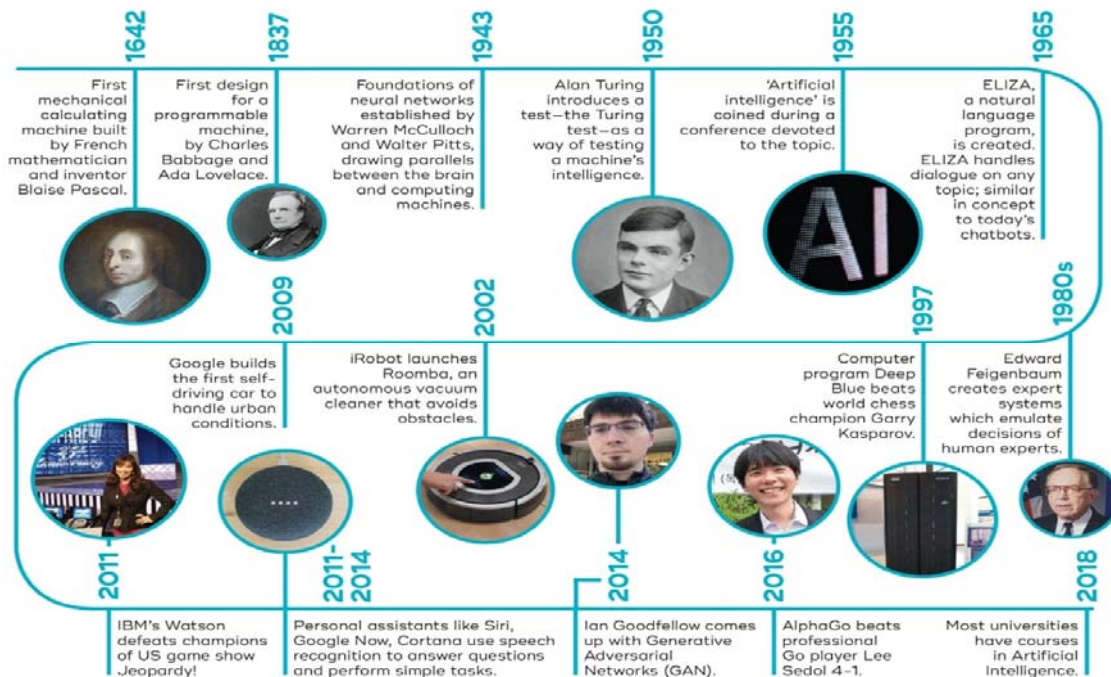 1642
First
mechanical
calculating
machine built
by French
mathematician
and inventor
Blaise Pascal.
1837
First design
for a
programmable
machine,
by Charles
Babbage and
Ada Lovelace.
1943
Foundations of
neural networks
established by
Warren McCulloch
and Walter Pitts,
drawing parallels
between the brain
and computing
machines.
1950
Alan Turing
introduces a
test—the Turing
test—as a
way of testing
a machine's
intelligence.
1955
'Artificial
intelligence' is
coined during a
conference devoted
to the topic.
AI
1965
ELIZA,
a natural
language
program,
is created.
ELIZA handles
dialogue on any
topic; similar
in concept
to today's
chatbots.
1980s
Edward
Feigenbaum
creates expert
systems
which emulate
decisions of
human experts.
1997
Computer
program Deep
Blue beats
world chess
champion Garry
Kasparov.
2002
iRobot launches
Roomba, an
autonomous vacuum
cleaner that avoids
obstacles.
2009
Google builds
the first self-
driving car to
handle urban
conditions.
2011-
IBM's Watson
defeats champions
of US game show
Jeopardy!
2011-
2014
Personal assistants like Siri,
Google Now, Cortana use speech
recognition to answer questions
and perform simple tasks.
2014
Ian Goodfellow comes
up with Generative
Adversarial
Networks (GAN).
2016-
AlphaGo beats
professional
Go player Lee
Sedol 4-1.
2018
Most universities
have courses
in Artificial
Intelligence.